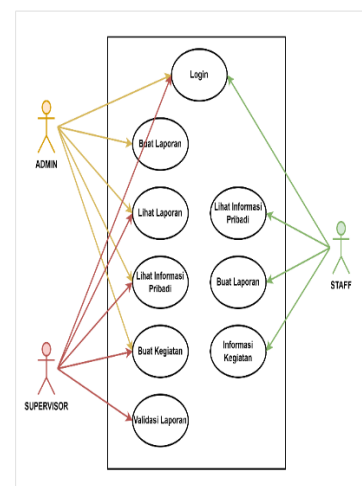 Login
ADMIN
Buat Laporan
Lihat Laporan
Lihat Informasi
Pribadi
Lihat Informasi
Pribadi
Buat Laporan
STAFF
Buat Kegiatan
Informasi
Kegiatan
SUPERVISOR
Validasi Laporan